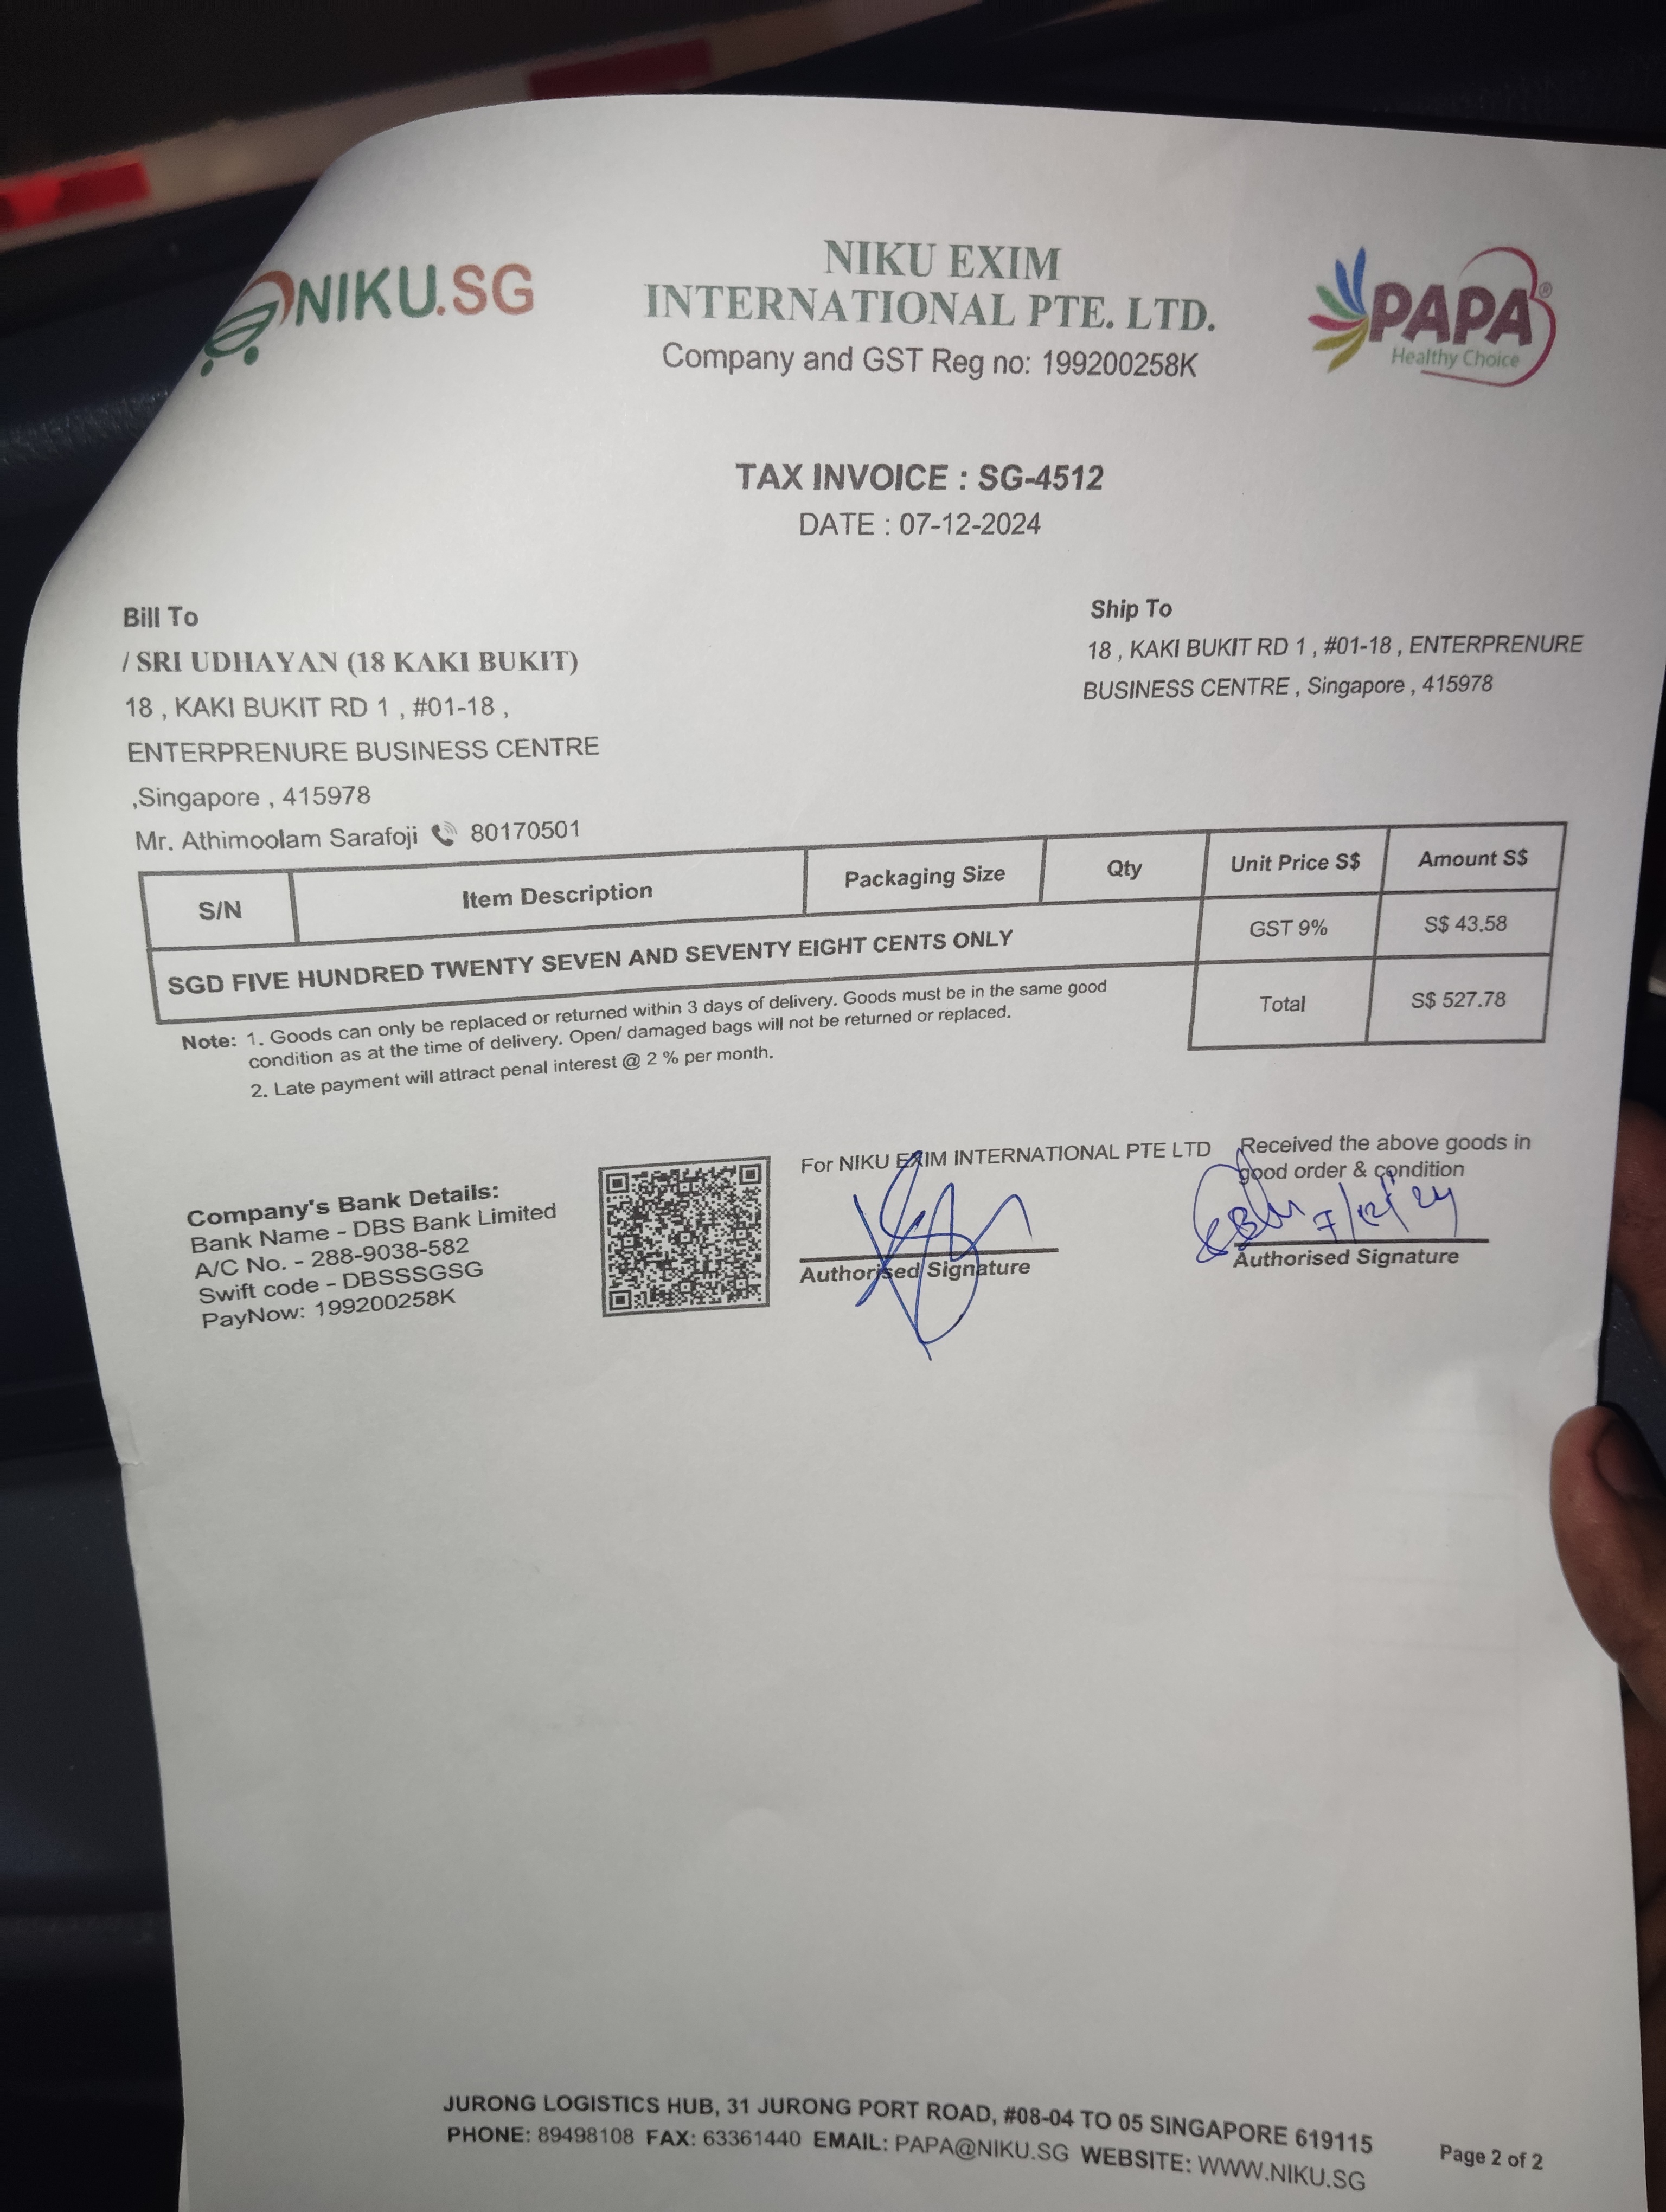 NIKU.SG
NIKU EXIM
INTERNATIONAL PTE. LTD.
Company and GST Reg no: 199200258K
PAPA®
Healthy Choice
TAX INVOICE : SG-4512
DATE : 07-12-2024
Bill To
/ SRI UDHAYAN (18 KAKI BUKIT)
18 , KAKI BUKIT RD 1 , #01-18 ,
ENTERPRENURE BUSINESS CENTRE
,Singapore , 415978
Mr. Athimoolam Sarafoji 80170501
Ship To
18 , KAKI BUKIT RD 1 , #01-18 , ENTERPRENURE
BUSINESS CENTRE , Singapore , 415978
S/N Item Description Packaging Size Qty Unit Price S$ Amount S$
SGD FIVE HUNDRED TWENTY SEVEN AND SEVENTY EIGHT CENTS ONLY GST 9% S$ 43.58
Total S$ 527.78
Note: 1. Goods can only be replaced or returned within 3 days of delivery. Goods must be in the same good
condition as at the time of delivery. Open/ damaged bags will not be returned or replaced.
2. Late payment will attract penal interest @ 2 % per month.
Company's Bank Details:
Bank Name - DBS Bank Limited
A/C No. - 288-9038-582
Swift code - DBSSSGSG
PayNow: 199200258K
For NIKU EXIM INTERNATIONAL PTE LTD
Authorised Signature
Received the above goods in
good order & condition
7/12/24
Authorised Signature
JURONG LOGISTICS HUB, 31 JURONG PORT ROAD, #08-04 TO 05 SINGAPORE 619115
PHONE: 89498108 FAX: 63361440 EMAIL: PAPA@NIKU.SG WEBSITE: WWW.NIKU.SG
Page 2 of 2